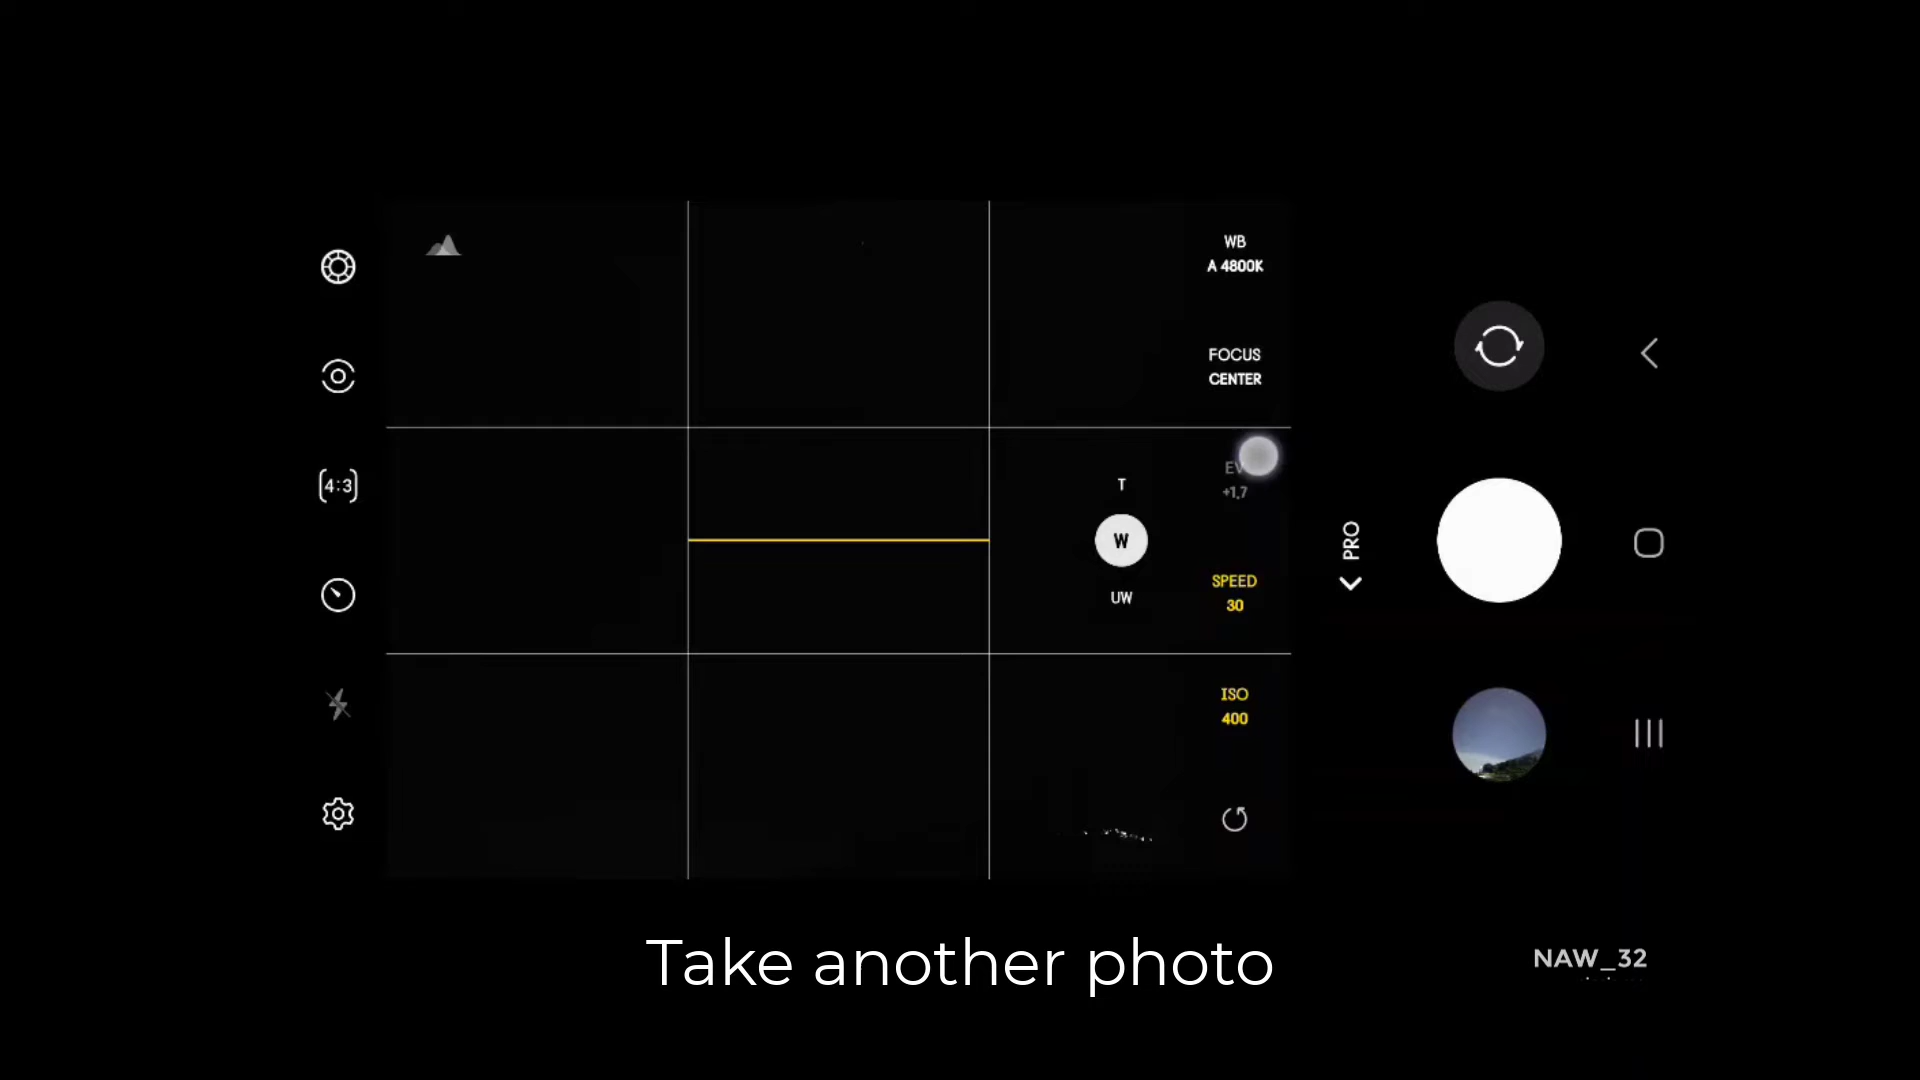 WB
A 4800K
FOCUS
CENTER
EV
+1.7
4:3
T
W
UW
SPEED
30
PRO
ISO
400
Take another photo
NAW_32